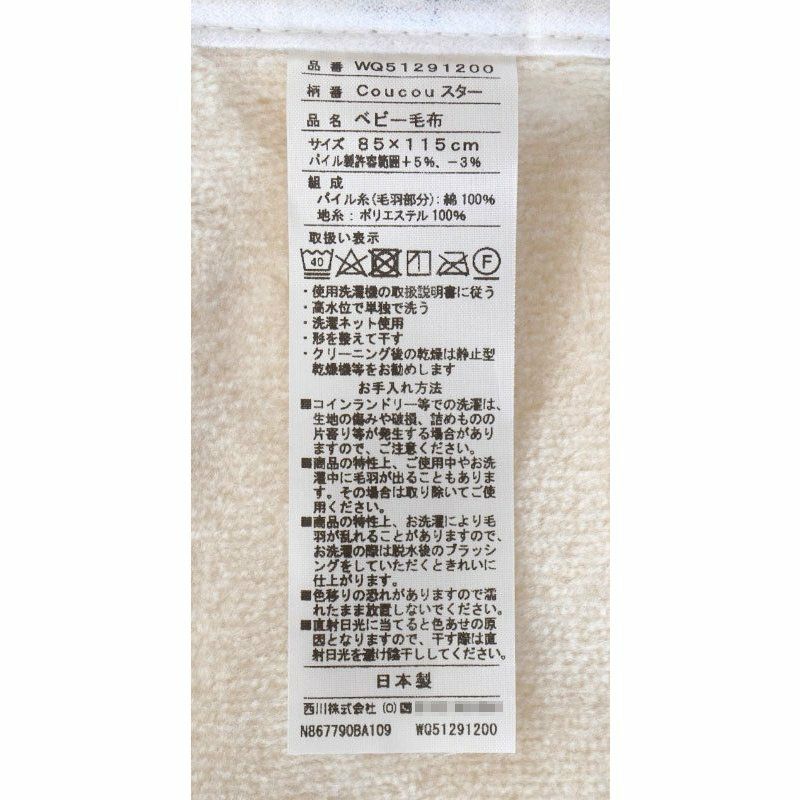 品番 WQ51291200
柄番 Coucouスター
品名 ベビー毛布
サイズ 85×115cm
パイル製許容範囲+5%、-3%
組成
パイル糸(毛羽部分):綿100%
地糸:ポリエステル100%
取扱い表示
40 F
・使用洗濯機の取扱説明書に従う
・高水位で単独で洗う
・洗濯ネット使用
・形を整えて干す
・クリーニング後の乾燥は静止型
乾燥機等をお勧めします
お手入れ方法
■コインランドリー等での洗濯は、
生地の傷みや破損、詰めものの
片寄り等が発生する場合があり
ますので、ご注意ください。
■商品の特性上、ご使用中やお洗
濯中に毛羽が出ることもありま
す。その場合は取り除いてご使
用ください。
■商品の特性上、お洗濯により毛
羽が乱れることがありますので、
お洗濯の際は脱水後のブラッシ
ングをしていただくときれいに
仕上がります。
■色移りの恐れがありますので濡
れたまま放置しないでください。
■直射日光に当てると色あせの原
因となりますので、干す際は直
射日光を避け陰干ししてください。
日本製
西川株式会社(O)
N867790BA109 WQ51291200